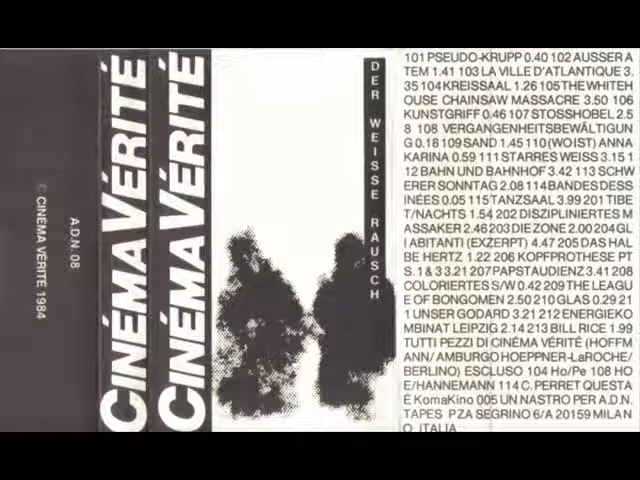 © CINÉMA VÉRITÉ 1984
A.D.N. 08
CINÉMA VÉRITÉ
CINÉMA VÉRITÉ
DER WEISSE RAUSCH
101 PSEUDO-KRUPP 0.40 102 AUSSER A
TEM 1.41 103 LA VILLE D'ATLANTIQUE 3.
35 104 KREISSAAL 1.26 105 THE WHITEH
OUSE CHAINSAW MASSACRE 3.50 106
KUNSTGRIFF 0.46 107 STOSSHOBEL 2.5
8 108 VERGANGENHEITSBEWÄLTIGUN
G 0.18 109 SAND 1.45 110 (WO IST) ANNA
KARINA 0.59 111 STARRES WEISS 3.15 1
12 BAHN UND BAHNHOF 3.42 113 SCHW
ERER SONNTAG 2.08 114 BANDES DESS
INÉES 0.05 115 TANZSAAL 3.99 201 TIBE
T/NACHTS 1.54 202 DISZIPLINIERTES M
ASSAKER 2.46 203 DIE ZONE 2.00 204 GL
I ABITANTI (EXZERPT) 4.47 205 DAS HAL
BE HERTZ 1.22 206 KOPFPROTHESE PT
S. 1 & 3 3.21 207 PAPSTAUDIENZ 3.41 208
COLORIERTES S/W 0.42 209 THE LEAGU
E OF BONGOMEN 2.50 210 GLAS 0.29 21
1 UNSER GODARD 3.21 212 ENERGIEKO
MBINAT LEIPZIG 2.14 213 BILL RICE 1.99
TUTTI PEZZI DI CINÉMA VÉRITÉ (HOFFM
ANN/ AMBURGO HOEPPNER-LaROCHE/
BERLINO) ESCLUSO 104 Ho/Pe 108 HO
E/HANNEMANN 114 C. PERRET QUESTA
È KomaKino 005 UN NASTRO PER A.D.N.
TAPES PZA SEGRINO 6/A 20159 MILAN
O ITALIA